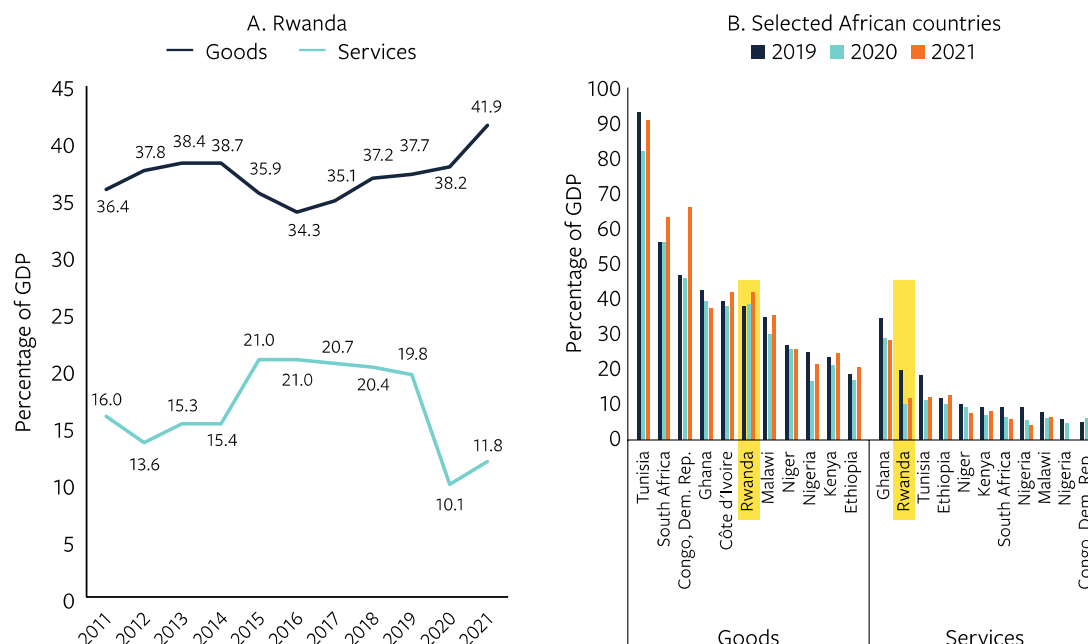 A. Rwanda
Goods Services
Percentage of GDP
45
40
35
30
25
20
15
10
5
0
36.4
37.8
38.4
38.7
35.9
34.3
35.1
37.2
37.7
38.2
41.9
16.0
13.6
15.3
15.4
21.0
21.0
20.7
20.4
19.8
10.1
11.8
2011
2012
2013
2014
2015
2016
2017
2018
2019
2020
2021
B. Selected African countries
2019 2020 2021
Percentage of GDP
100
90
80
70
60
50
40
30
20
10
0
Tunisia
South Africa
Congo, Dem. Rep.
Ghana
Côte d'Ivoire
Rwanda
Malawi
Niger
Nigeria
Kenya
Ethiopia
Ghana
Rwanda
Tunisia
Ethiopia
Niger
Kenya
South Africa
Nigeria
Malawi
Nigeria
Congo, Dem. Rep.
Goods
Services